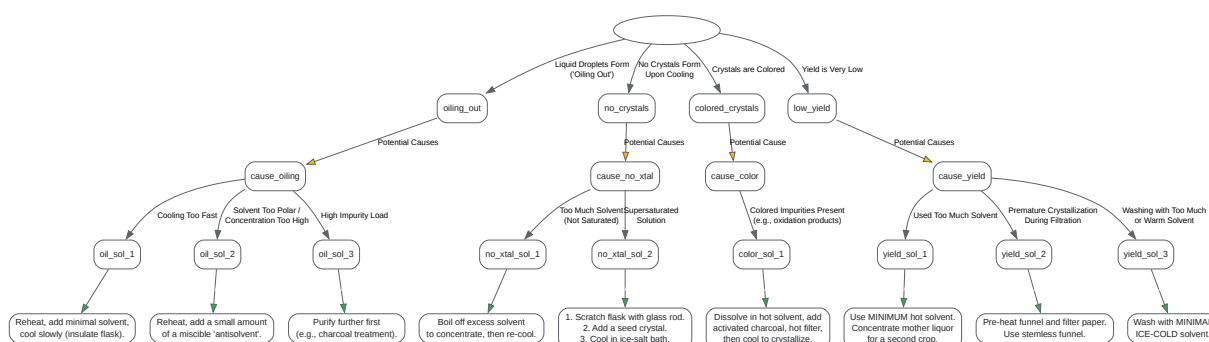 Liquid Droplets Form
('Oiling Out')
No Crystals Form
Upon Cooling
Crystals are Colored
Yield is Very Low
oiling_out
no_crystals
colored_crystals
low_yield
Potential Causes
Potential Causes
Potential Cause
Potential Causes
cause_oiling
cause_no_xtal
cause_color
cause_yield
Cooling Too Fast
Solvent Too Polar /
Concentration Too High
High Impurity Load
Too Much Solvent
(Not Saturated)
Supersaturated
Solution
Colored Impurities Present
(e.g., oxidation products)
Used Too Much Solvent
Premature Crystallization
During Filtration
Washing with Too Much
or Warm Solvent
oil_sol_1
oil_sol_2
oil_sol_3
no_xtal_sol_1
no_xtal_sol_2
color_sol_1
yield_sol_1
yield_sol_2
yield_sol_3
Reheat, add minimal solvent,
cool slowly (insulate flask).
Reheat, add a small amount
of a miscible 'antisolvent'.
Purify further first
(e.g., charcoal treatment).
Boil off excess solvent
to concentrate, then re-cool.
1. Scratch flask with glass rod.
2. Add a seed crystal.
3. Cool in ice-salt bath.
Dissolve in hot solvent, add
activated charcoal, hot filter,
then cool to crystallize.
Use MINIMUM hot solvent.
Concentrate mother liquor
for a second crop.
Pre-heat funnel and filter paper.
Use stemless funnel.
Wash with MINIMA
ICE-COLD solvent